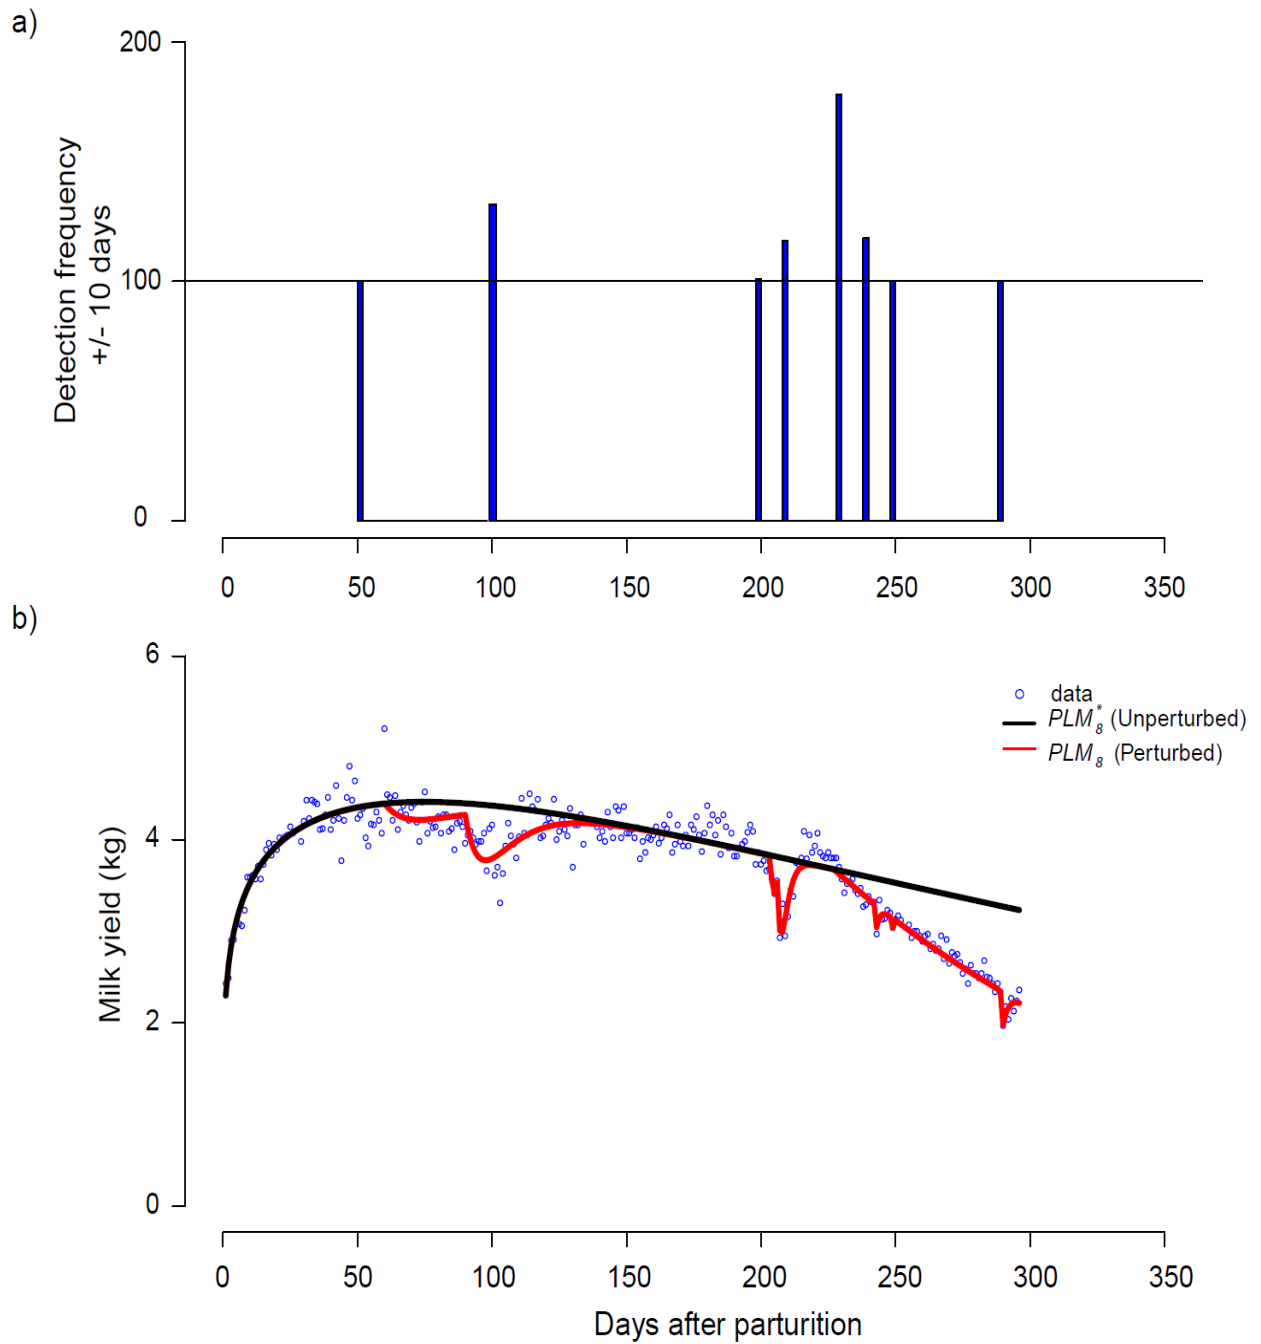 a)
200
100
0
Detection frequency
+/- 10 days
0 50 100 150 200 250 300 350
b)
6
4
2
0
Milk yield (kg)
data
PLM*8 (Unperturbed)
PLM8 (Perturbed)
0 50 100 150 200 250 300 350
Days after parturition